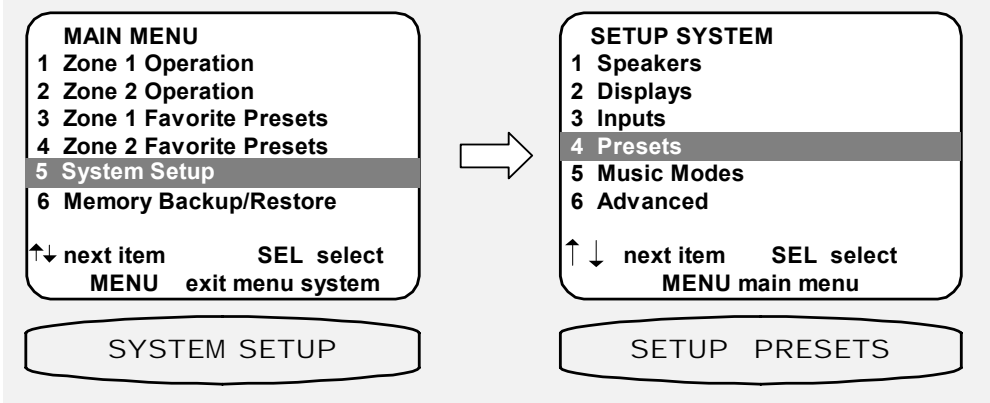 MAIN MENU
1 Zone 1 Operation
2 Zone 2 Operation
3 Zone 1 Favorite Presets
4 Zone 2 Favorite Presets
5 System Setup
6 Memory Backup/Restore
↑↓ next item SEL select
MENU exit menu system
SYSTEM SETUP
SETUP SYSTEM
1 Speakers
2 Displays
3 Inputs
4 Presets
5 Music Modes
6 Advanced
↑ ↓ next item SEL select
MENU main menu
SETUP PRESETS